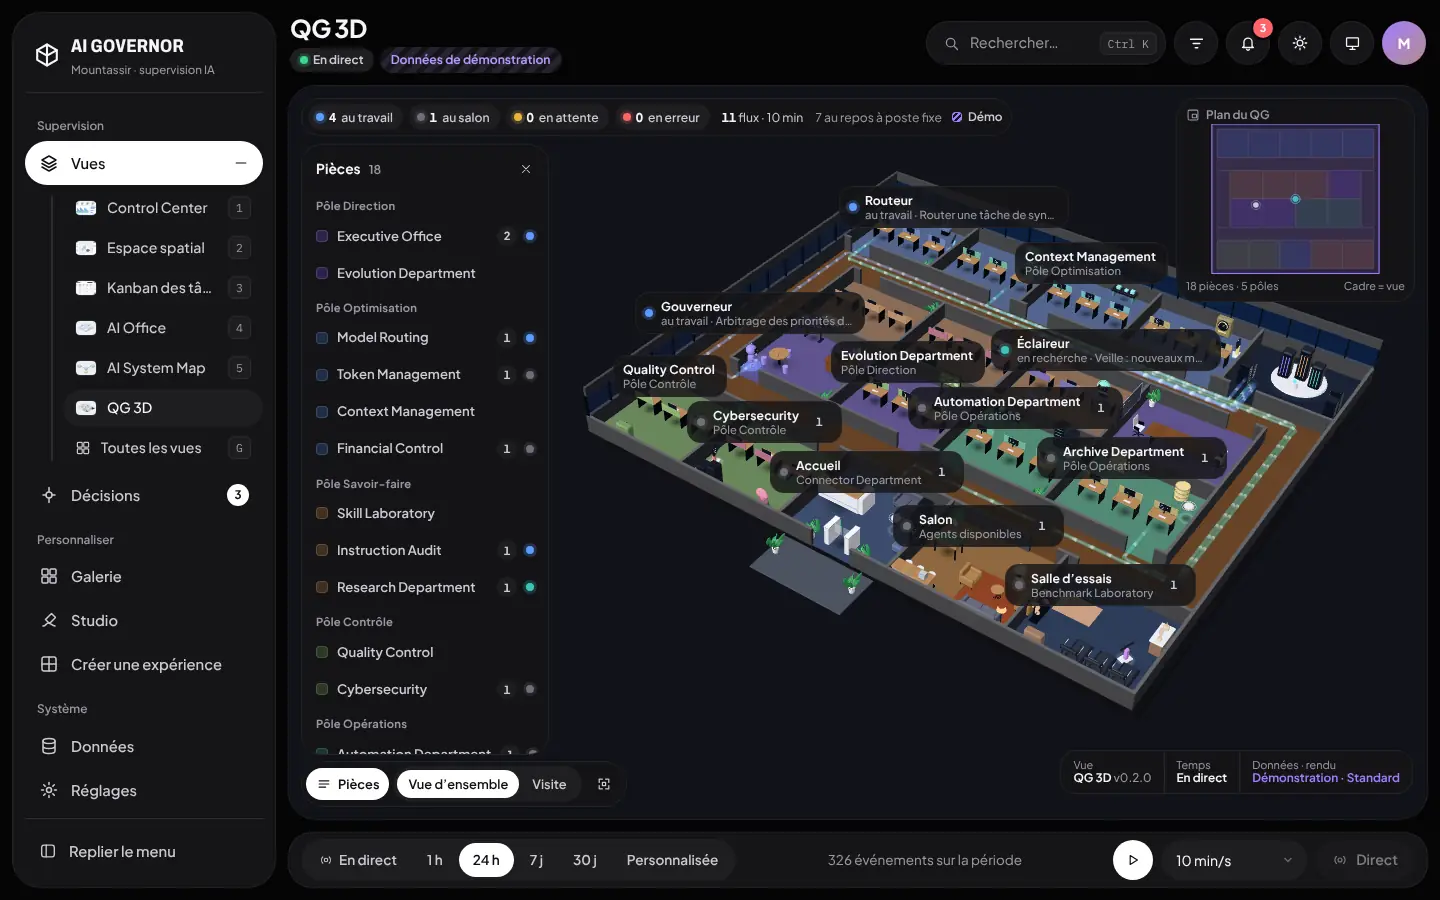 AI GOVERNOR
Mountassir · supervision IA
Supervision
Vues
Control Center 1
Espace spatial 2
Kanban des tâ... 3
AI Office 4
AI System Map 5
QG 3D
Toutes les vues G
Décisions 3
Personnaliser
Galerie
Studio
Créer une expérience
Système
Données
Réglages
Replier le menu
QG 3D
En direct
Données de démonstration
Rechercher... Ctrl K
3
M
4 au travail
1 au salon
0 en attente
0 en erreur
11 flux · 10 min
7 au repos à poste fixe
Démo
Pièces 18
Pôle Direction
Executive Office 2
Evolution Department
Pôle Optimisation
Model Routing 1
Token Management 1
Context Management
Financial Control 1
Pôle Savoir-faire
Skill Laboratory
Instruction Audit 1
Research Department 1
Pôle Contrôle
Quality Control
Cybersecurity 1
Pôle Opérations
Automation Department 1
Plan du QG
18 pièces · 5 pôles
Cadre = vue
Routeur
au travail · Router une tâche de syn...
Context Management
Pôle Optimisation
Gouverneur
au travail · Arbitrage des priorités d...
Éclaireur
en recherche · Veille : nouveaux m...
Evolution Department
Pôle Direction
Quality Control
Pôle Contrôle
Automation Department 1
Pôle Opérations
Cybersecurity 1
Pôle Contrôle
Archive Department 1
Pôle Opérations
Accueil 1
Connector Department
Salon 1
Agents disponibles
Salle d'essais 1
Benchmark Laboratory
Pièces
Vue d'ensemble
Visite
Vue
QG 3D v0.2.0
Temps
En direct
Données · rendu
Démonstration · Standard
En direct
1 h
24 h
7 j
30 j
Personnalisée
326 événements sur la période
10 min/s
Direct